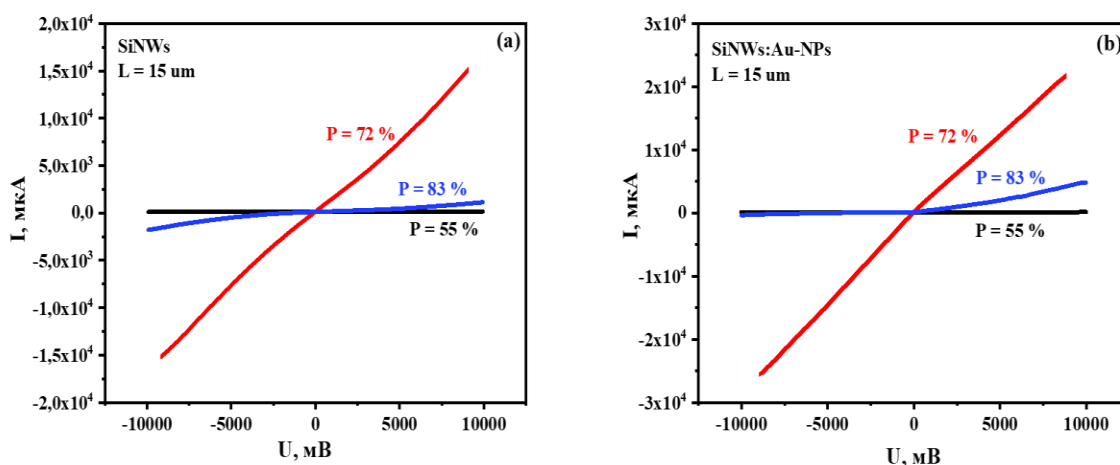 SiNWs
L = 15 um
(a)
P = 72 %
P = 83 %
P = 55 %
2,0x10⁴
1,5x10⁴
1,0x10⁴
5,0x10³
0,0
-5,0x10³
-1,0x10⁴
-1,5x10⁴
-2,0x10⁴
I, мкА
-10000 -5000 0 5000 10000
U, мВ
SiNWs:Au-NPs
L = 15 um
(b)
P = 72 %
P = 83 %
P = 55 %
3x10⁴
2x10⁴
1x10⁴
0
-1x10⁴
-2x10⁴
-3x10⁴
I, мкА
-10000 -5000 0 5000 10000
U, мВ